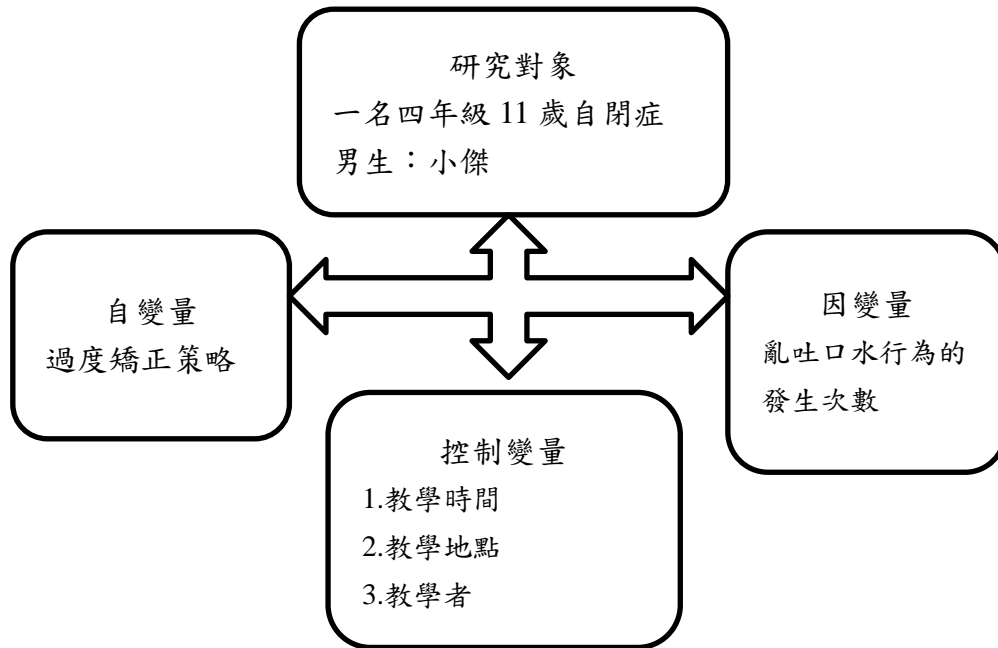 研究對象
一名四年級 11 歲自閉症
男生：小傑
自變量
過度矯正策略
因變量
亂吐口水行為的
發生次數
控制變量
1.教學時間
2.教學地點
3.教學者